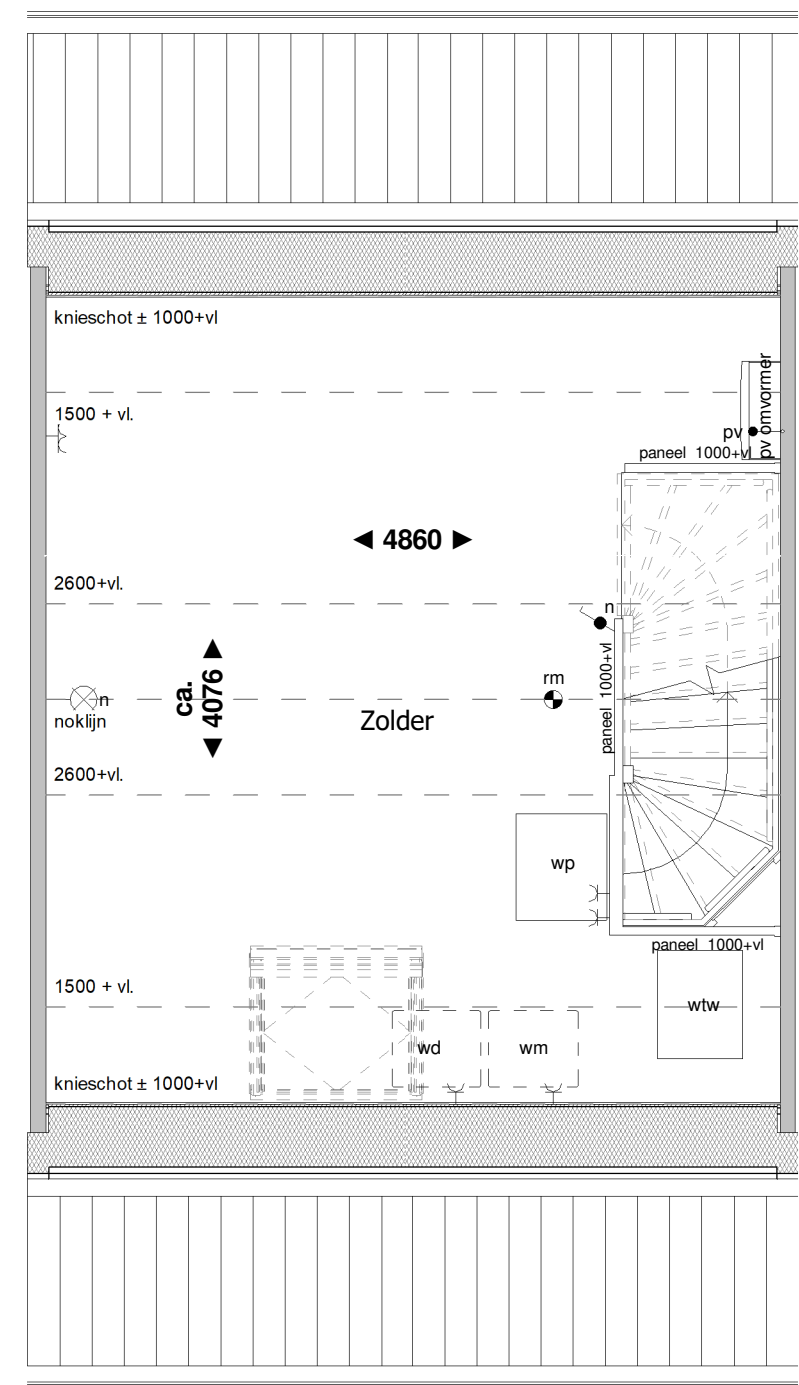 knieschot ± 1000+vl
1500 + vl.
pv omvormer
pv
paneel 1000+vl
◄ 4860 ►
2600+vl.
n
paneel 1000+vl
rm
n
noklijn
ca.
◄ 4076 ►
Zolder
2600+vl.
wp
paneel 1000+vl
1500 + vl.
wtw
wd
wm
knieschot ± 1000+vl